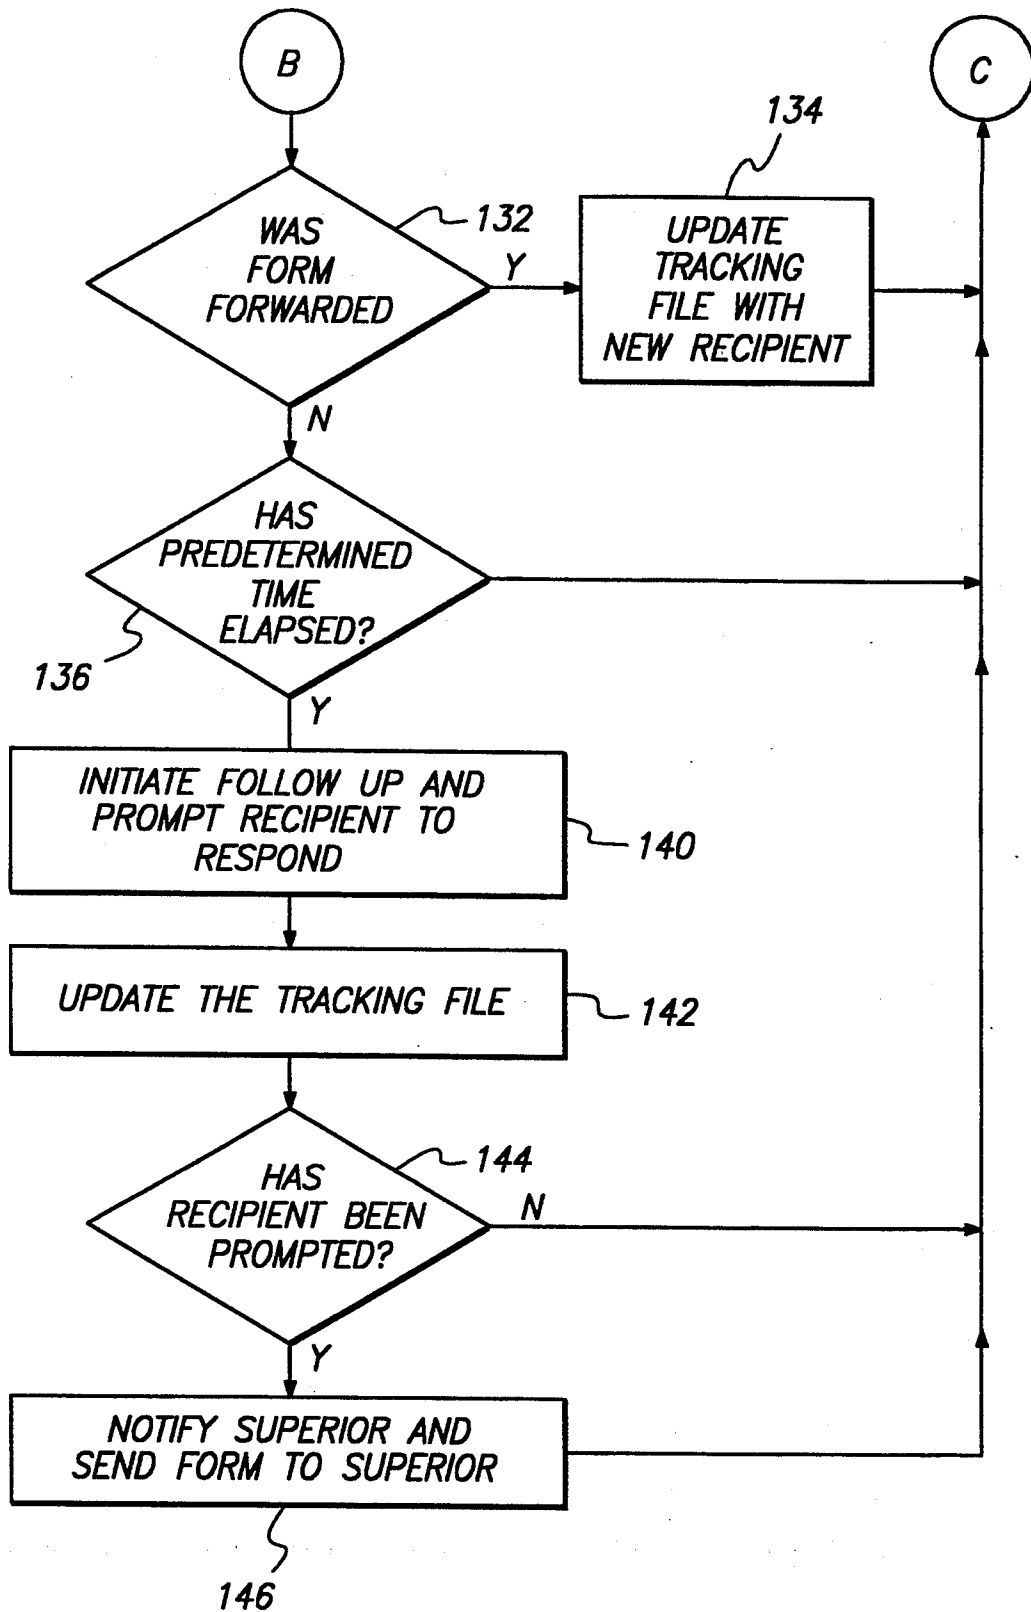 B
C
134
132
WAS
FORM
FORWARDED
Y
UPDATE
TRACKING
FILE WITH
NEW RECIPIENT
N
HAS
PREDETERMINED
TIME
ELAPSED?
136
Y
INITIATE FOLLOW UP AND
PROMPT RECIPIENT TO
RESPOND
140
UPDATE THE TRACKING FILE
142
144
HAS
RECIPIENT BEEN
PROMPTED?
N
Y
NOTIFY SUPERIOR AND
SEND FORM TO SUPERIOR
146